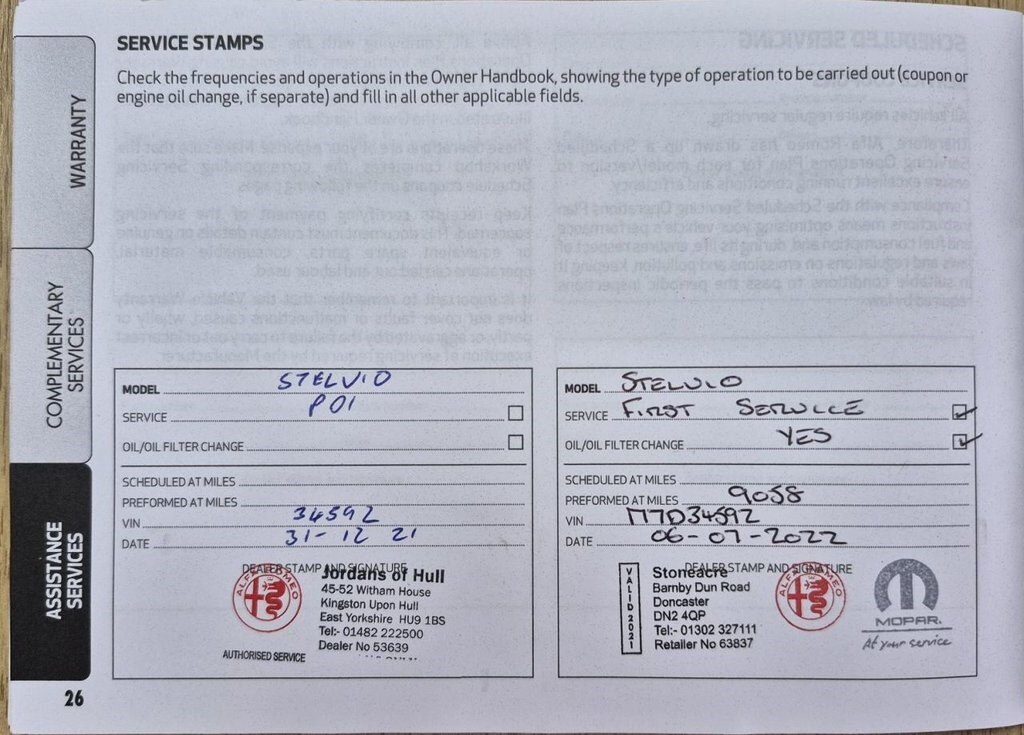 WARRANTY
COMPLEMENTARY
SERVICES
ASSISTANCE
SERVICES
SERVICE STAMPS
Check the frequencies and operations in the Owner Handbook, showing the type of operation to be carried out (coupon or
engine oil change, if separate) and fill in all other applicable fields.
MODEL STELVIO
SERVICE PDI
OIL/OIL FILTER CHANGE
SCHEDULED AT MILES
PREFORMED AT MILES
VIN 34592
DATE 31-12 21
DEALER STAMP AND SIGNATURE
ALFA ROMEO
Jordans of Hull
45-52 Witham House
Kingston Upon Hull
East Yorkshire HU9 1BS
Tel:- 01482 222500
Dealer No 53639
AUTHORISED SERVICE
MODEL STELVIO
SERVICE FIRST SERVICE
OIL/OIL FILTER CHANGE YES
SCHEDULED AT MILES
PREFORMED AT MILES 9058
VIN M7D34592
DATE 06-07-2022
DEALER STAMP AND SIGNATURE
VALID 2021
Stoneacre
Barnby Dun Road
Doncaster
DN2 4QP
Tel:- 01302 327111
Retailer No 63837
ALFA ROMEO
MOPAR.
At your service
26